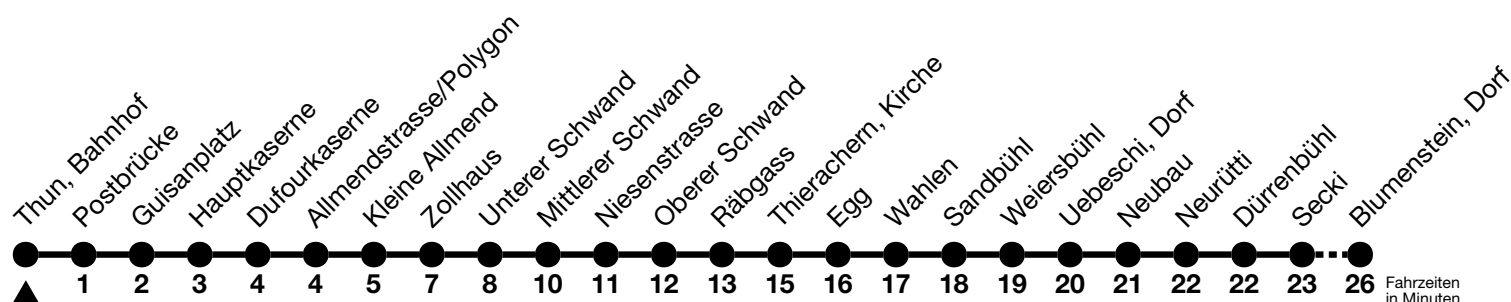 Thun, Bahnhof
Postbrücke
Guisanplatz
Hauptkaserne
Dufourkaserne
Allmendstrasse/Polygon
Kleine Allmend
Zollhaus
Unterer Schwand
Mittlerer Schwand
Niesenstrasse
Oberer Schwand
Räbgass
Thierachern, Kirche
Egg
Wahlen
Sandbühl
Weiersbühl
Uebeschi, Dorf
Neubau
Neurütti
Dürrenbühl
Secki
Blumenstein, Dorf
1 2 3 4 4 5 7 8 10 11 12 13 15 16 17 18 19 20 21 22 22 23 26 Fahrzeiten
in Minuten